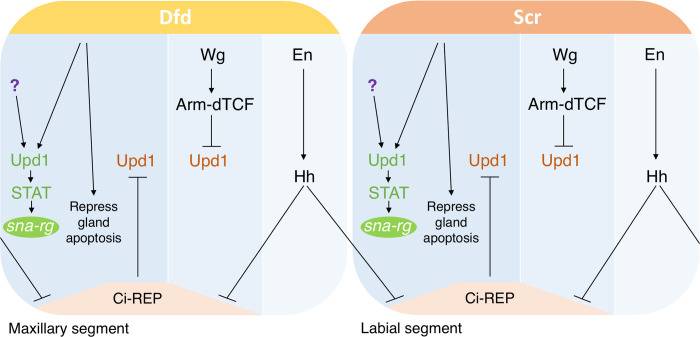 Dfd
Wg
En
?
Arm-dTCF
Upd1
Upd1
Upd1
STAT
Hh
sna-rg
Repress
gland
apoptosis
Ci-REP
Maxillary segment
Scr
Wg
En
?
Arm-dTCF
Upd1
Upd1
Upd1
STAT
Hh
sna-rg
Repress
gland
apoptosis
Ci-REP
Labial segment